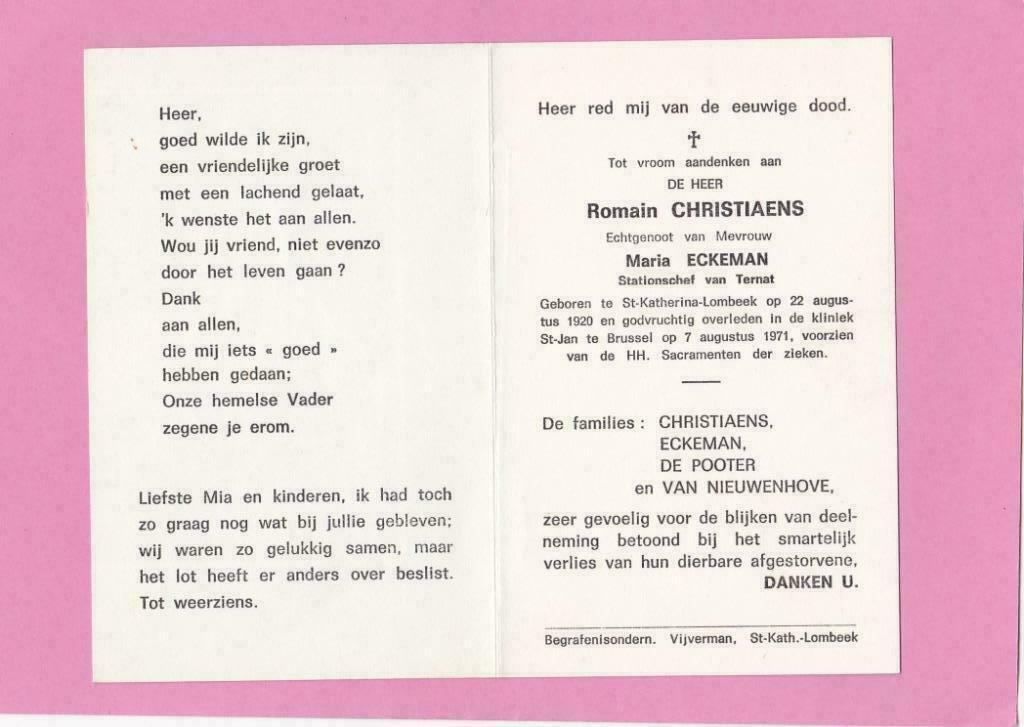 Heer,
goed wilde ik zijn,
een vriendelijke groet
met een lachend gelaat,
'k wenste het aan allen.
Wou jij vriend, niet evenzo
door het leven gaan ?
Dank
aan allen,
die mij iets « goed »
hebben gedaan;
Onze hemelse Vader
zegene je erom.
Liefste Mia en kinderen, ik had toch
zo graag nog wat bij jullie gebleven;
wij waren zo gelukkig samen, maar
het lot heeft er anders over beslist.
Tot weerziens.
Heer red mij van de eeuwige dood.
✝
Tot vroom aandenken aan
DE HEER
Romain CHRISTIAENS
Echtgenoot van Mevrouw
Maria ECKEMAN
Stationschef van Ternat
Geboren te St-Katherina-Lombeek op 22 augus-
tus 1920 en godvruchtig overleden in de kliniek
St-Jan te Brussel op 7 augustus 1971, voorzien
van de HH. Sacramenten der zieken.
De families : CHRISTIAENS,
ECKEMAN,
DE POOTER
en VAN NIEUWENHOVE,
zeer gevoelig voor de blijken van deel-
neming betoond bij het smartelijk
verlies van hun dierbare afgestorvene,
DANKEN U.
Begrafenisondern. Vijverman, St-Kath.-Lombeek